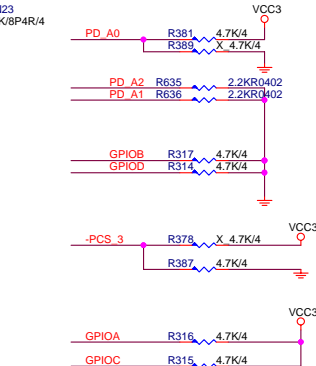 N23
K/8P4R/4
VCC3
PD_A0 R381 4.7K/4
R389 X_4.7K/4
PD_A2 R635 2.2KR0402
PD_A1 R636 2.2KR0402
GPIOB R317 4.7K/4
GPIOD R314 4.7K/4
VCC3
-PCS_3 R378 X_4.7K/4
R387 4.7K/4
VCC3
GPIOA R316 4.7K/4
GPIOC R315 4.7K/4